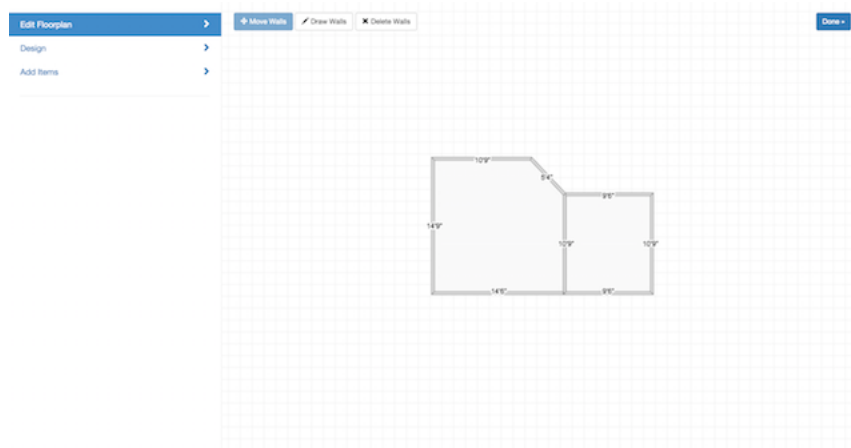 Edit Floorplan
Move Walls
Draw Walls
Delete Walls
Done
Design
Add Items
10'9"
5'4"
9'6"
14'9"
10'9"
10'9"
14'6"
9'6"